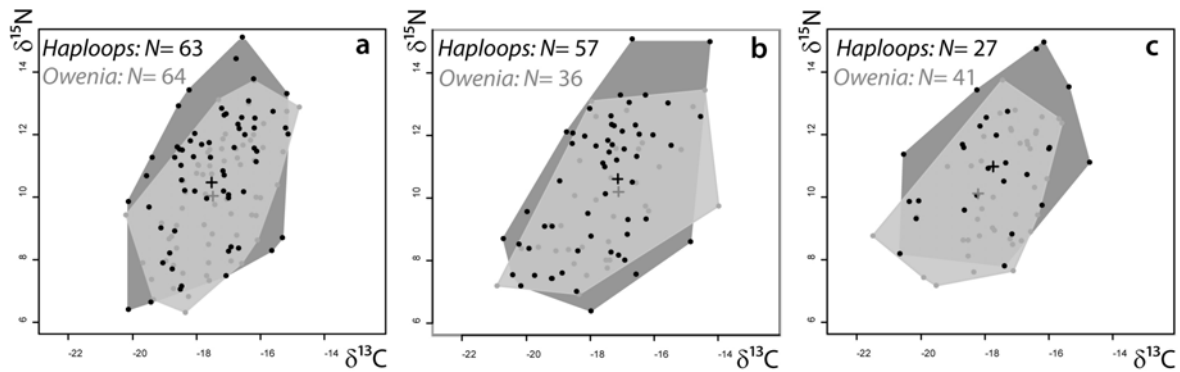 δ15N
Haploops: N= 63
Owenia: N= 64
a
14
12
10
8
6
-22
-20
-18
-16
-14
δ13C
δ15N
Haploops: N= 57
Owenia: N= 36
b
14
12
10
8
6
-22
-20
-18
-16
-14
δ13C
δ15N
Haploops: N= 27
Owenia: N= 41
c
14
12
10
8
6
-22
-20
-18
-16
-14
δ13C